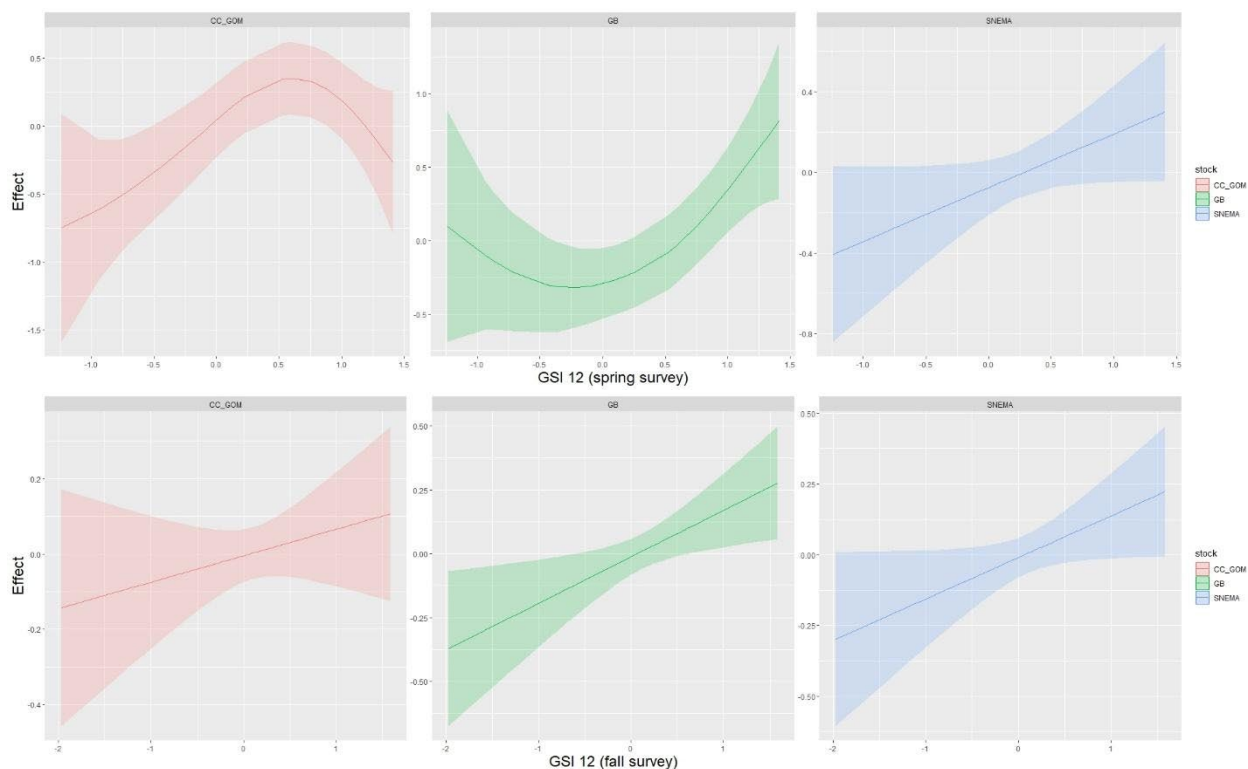 CC_GOM GB SNEMA
Effect
0.5
0.0
-0.5
-1.0
-1.5
1.0
0.5
0.0
-0.5
0.4
0.0
-0.4
-0.8
-1.0 -0.5 0.0 0.5 1.0 1.5
-1.0 -0.5 0.0 0.5 1.0 1.5
-1.0 -0.5 0.0 0.5 1.0 1.5
GSI 12 (spring survey)
stock
CC_GOM
GB
SNEMA
CC_GOM GB SNEMA
Effect
0.2
0.0
-0.2
-0.4
0.50
0.25
0.00
-0.25
-0.50
0.50
0.25
0.00
-0.25
-0.50
-2 -1 0 1
-2 -1 0 1
-2 -1 0 1
GSI 12 (fall survey)
stock
CC_GOM
GB
SNEMA